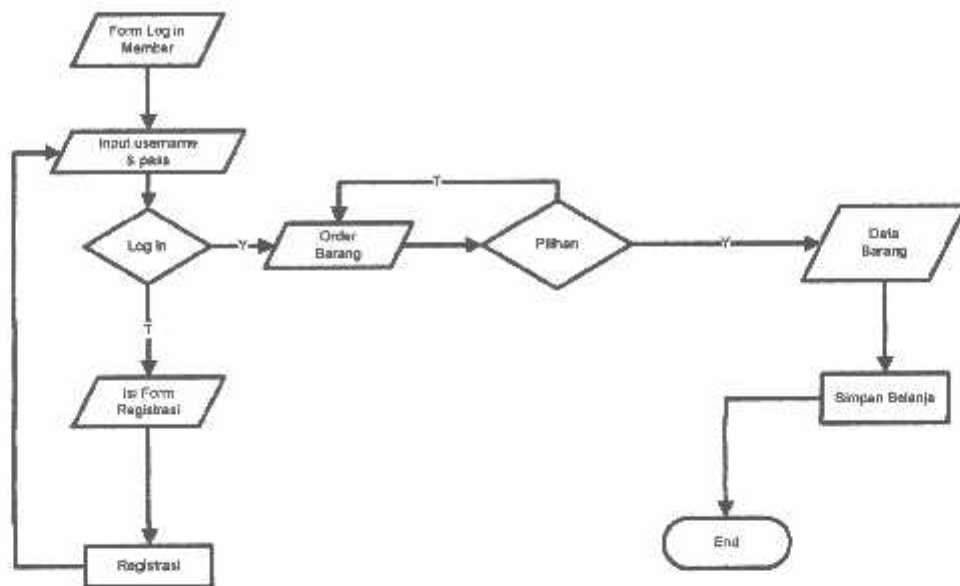 Form Log in
Member
Input username
& pass
Log In
Y
Order
Barang
T
Pilihan
Y
Data
Barang
T
Isi Form
Registrasi
Simpan Belanja
Registrasi
End